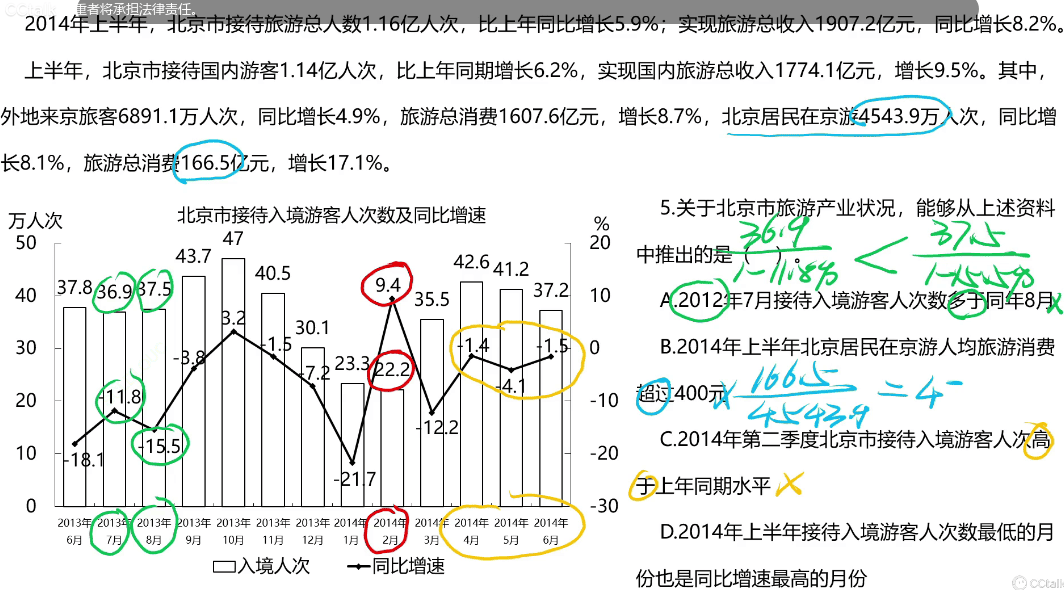 重者将承担法律责任。
2014年上半年，北京市接待旅游总人数1.16亿人次，比上年同比增长5.9%；实现旅游总收入1907.2亿元，同比增长8.2%。
上半年，北京市接待国内游客1.14亿人次，比上年同期增长6.2%，实现国内旅游总收入1774.1亿元，增长9.5%。其中，
外地来京旅客6891.1万人次，同比增长4.9%，旅游总消费1607.6亿元，增长8.7%，北京居民在京游4543.9万人次，同比增
长8.1%，旅游总消费166.5亿元，增长17.1%。
北京市接待入境游客人次数及同比增速
万人次
%
50
40
30
20
10
0
20
10
0
-10
-20
-30
37.8 36.9 37.5 43.7 47 40.5 30.1 23.3 22.2 35.5 42.6 41.2 37.2
-18.1 -11.8 -15.5 -3.8 3.2 -1.5 -7.2 -21.7 9.4 -12.2 -1.4 -4.1 -1.5
2013年 2013年 2013年 2013年 2013年 2013年 2013年 2014年 2014年 2014年 2014年 2014年 2014年
6月 7月 8月 9月 10月 11月 12月 1月 2月 3月 4月 5月 6月
入境人次 同比增速
5.关于北京市旅游产业状况，能够从上述资料
中推出的是（ ）。
36.9 < 37.5
1-11.8% 1-15.5%
A.2012年7月接待入境游客人次数多于同年8月 x
B.2014年上半年北京居民在京游人均旅游消费
超过400元 x
166.5 = 4-
4543.9
C.2014年第二季度北京市接待入境游客人次高
于上年同期水平 x
D.2014年上半年接待入境游客人次数最低的月
份也是同比增速最高的月份
CCtalk